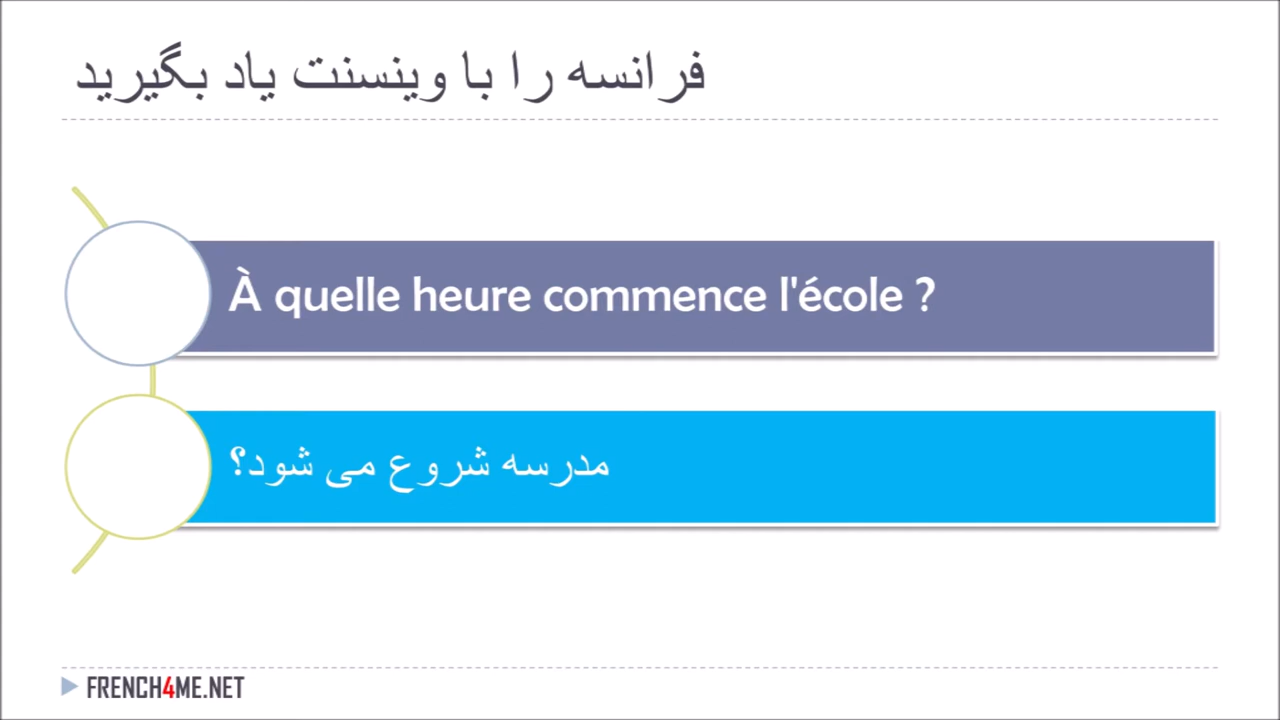 فرانسه را با وینسنت یاد بگیرید
À quelle heure commence l'école ?
مدرسه شروع می شود؟
FRENCH4ME.NET